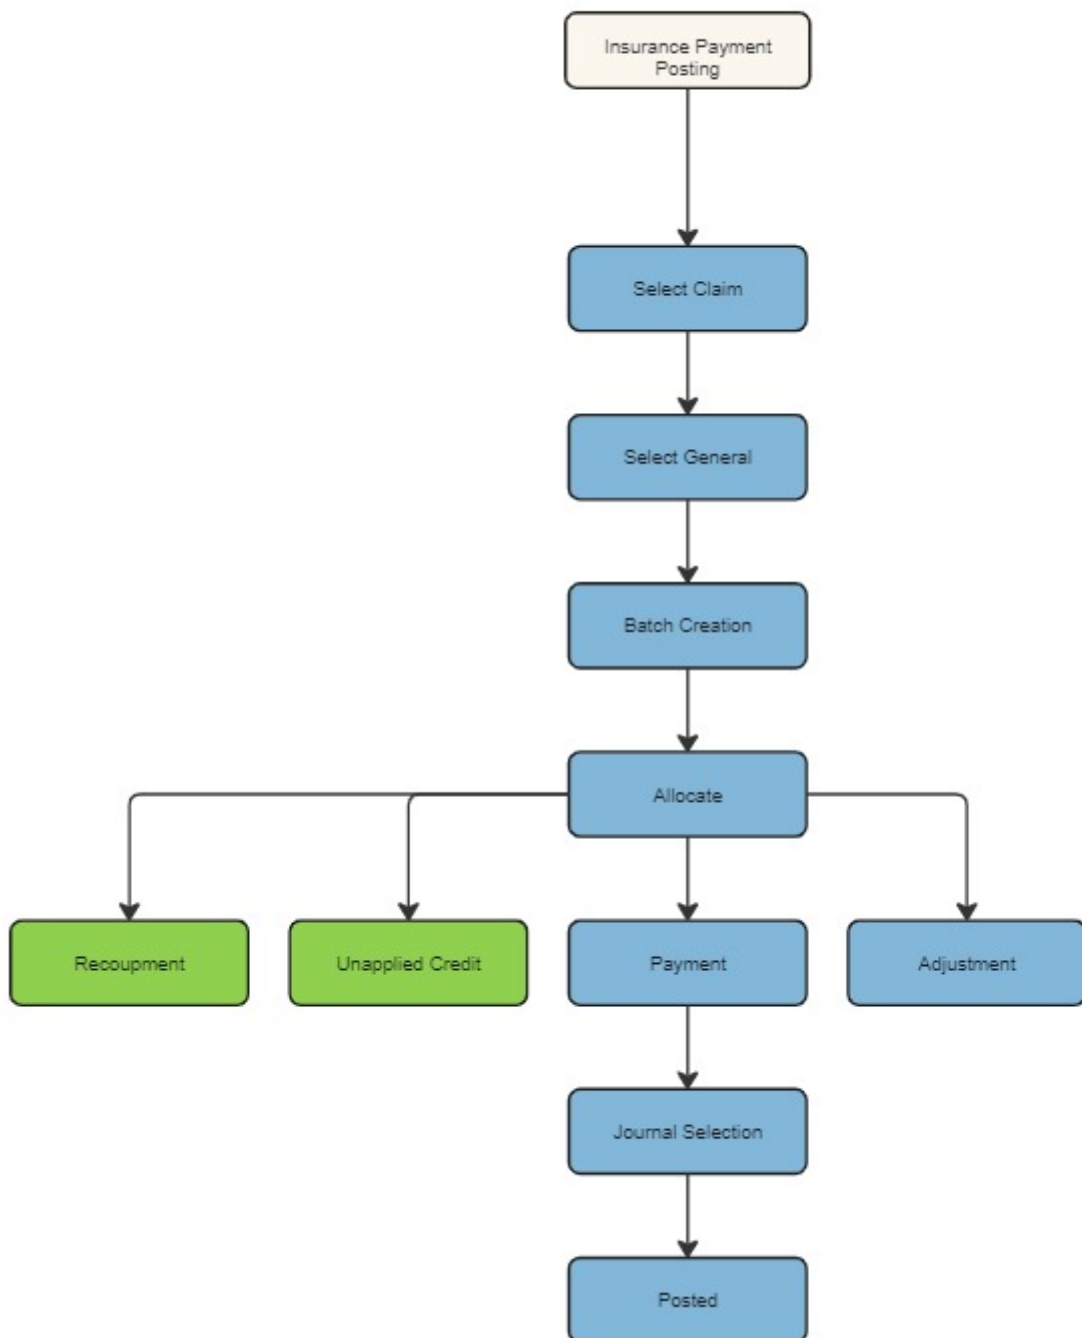 Insurance Payment
Posting
Select Claim
Select General
Batch Creation
Allocate
Recoupment
Unapplied Credit
Payment
Adjustment
Journal Selection
Posted